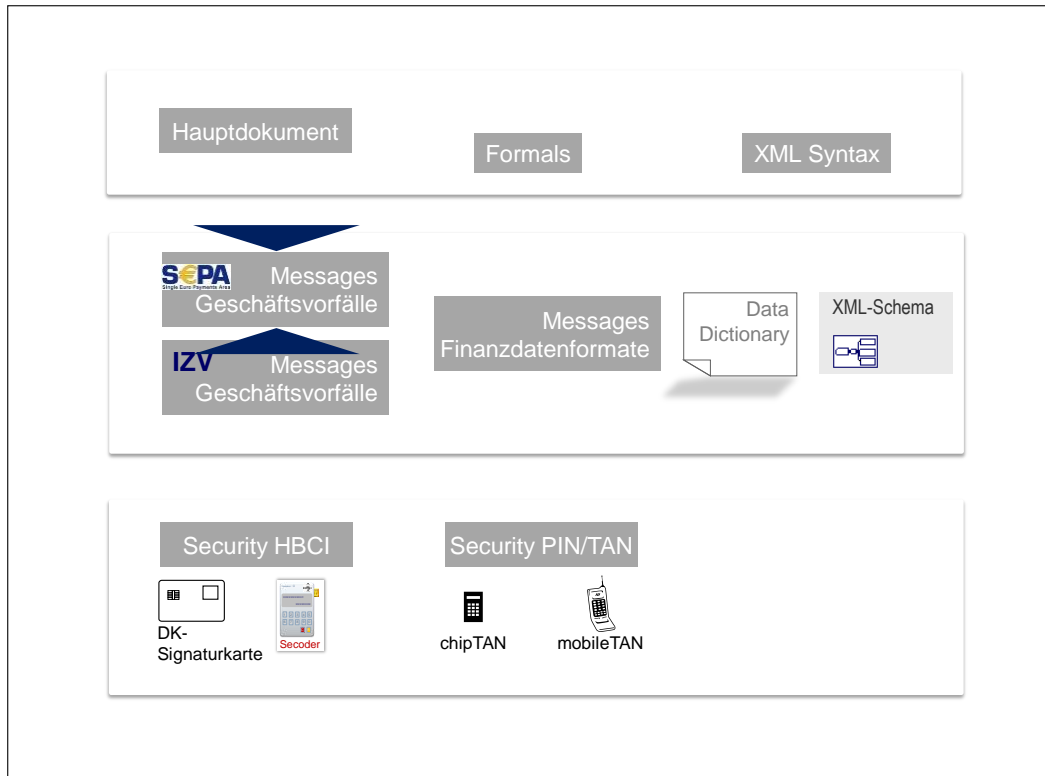 Hauptdokument
Formals
XML Syntax
S€PA
Single Euro Payments Area
Messages
Geschäftsvorfälle
IZV
Messages
Geschäftsvorfälle
Messages
Finanzdatenformate
Data
Dictionary
XML-Schema
Security HBCI
Security PIN/TAN
DK-
Signaturkarte
Secoder
chipTAN
mobileTAN